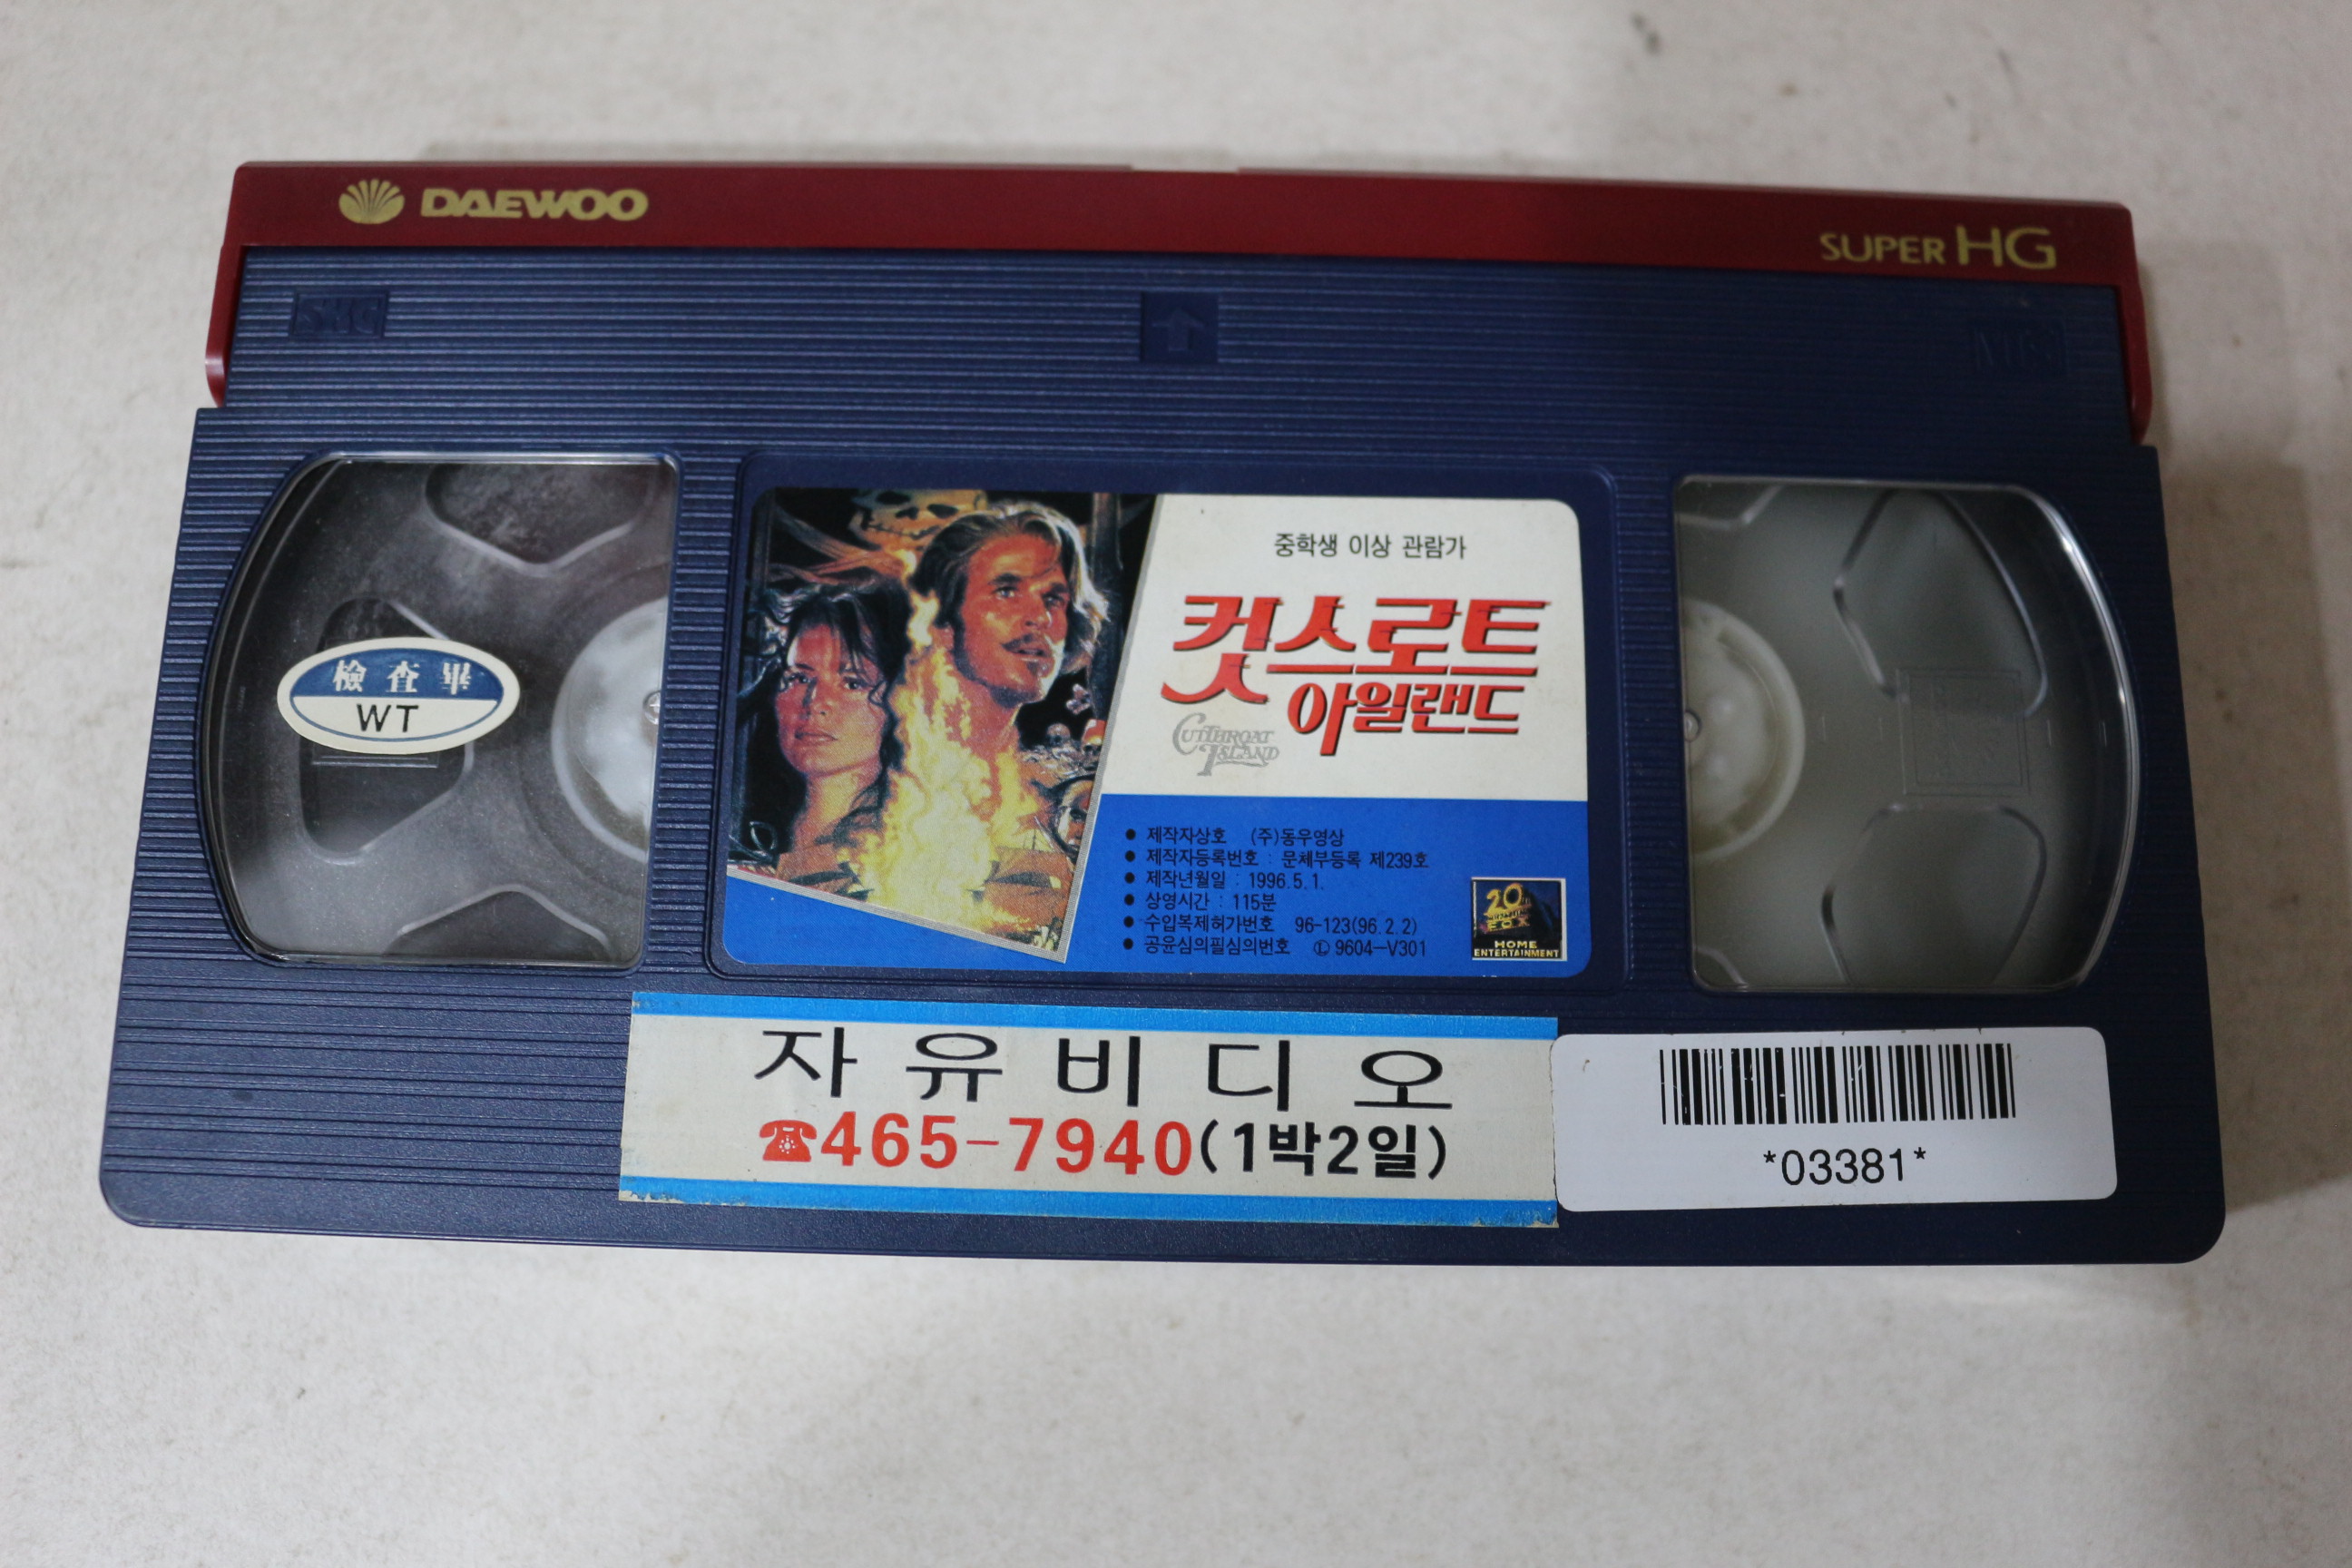 DAEWOO
SUPER HG
VHS
檢査畢
WT
중학생 이상 관람가
컷스로트
아일랜드
CUTTHROAT
ISLAND
● 제작자상호 (주)동우영상
● 제작자등록번호 : 문체부등록 제239호
● 제작년월일 : 1996.5.1.
● 상영시간 : 115분
● 수입복제허가번호 96-123(96.2.2)
● 공윤심의필심의번호 Ⓛ 9604-V301
20th
CENTURY
FOX
HOME
ENTERTAINMENT
자유비디오
☎465-7940(1박2일)
*03381*